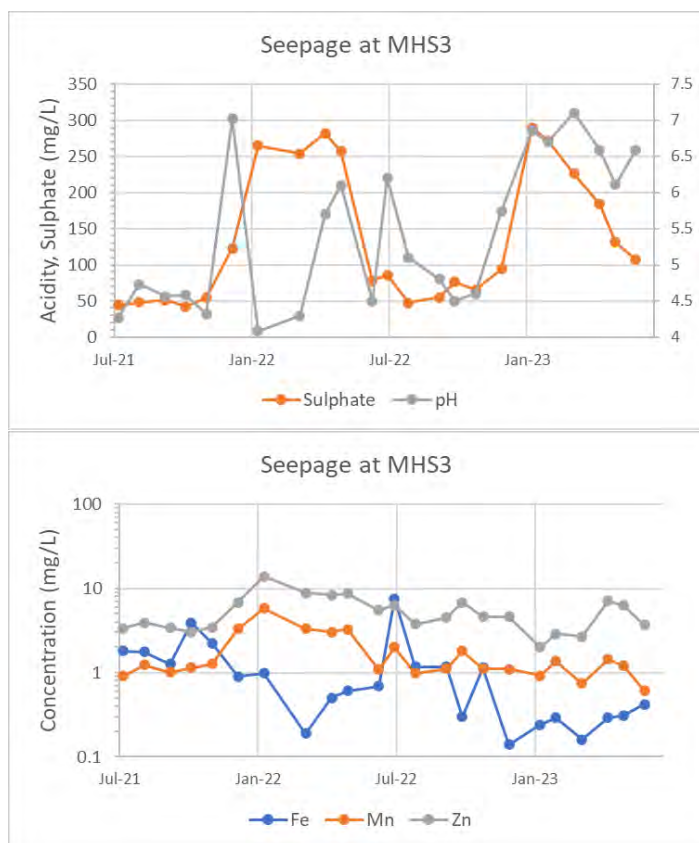 Seepage at MHS3
Acidity, Sulphate (mg/L)
350
300
250
200
150
100
50
0
7.5
7
6.5
6
5.5
5
4.5
4
Jul-21
Jan-22
Jul-22
Jan-23
Sulphate
pH
Seepage at MHS3
Concentration (mg/L)
100
10
1
0.1
Jul-21
Jan-22
Jul-22
Jan-23
Fe
Mn
Zn